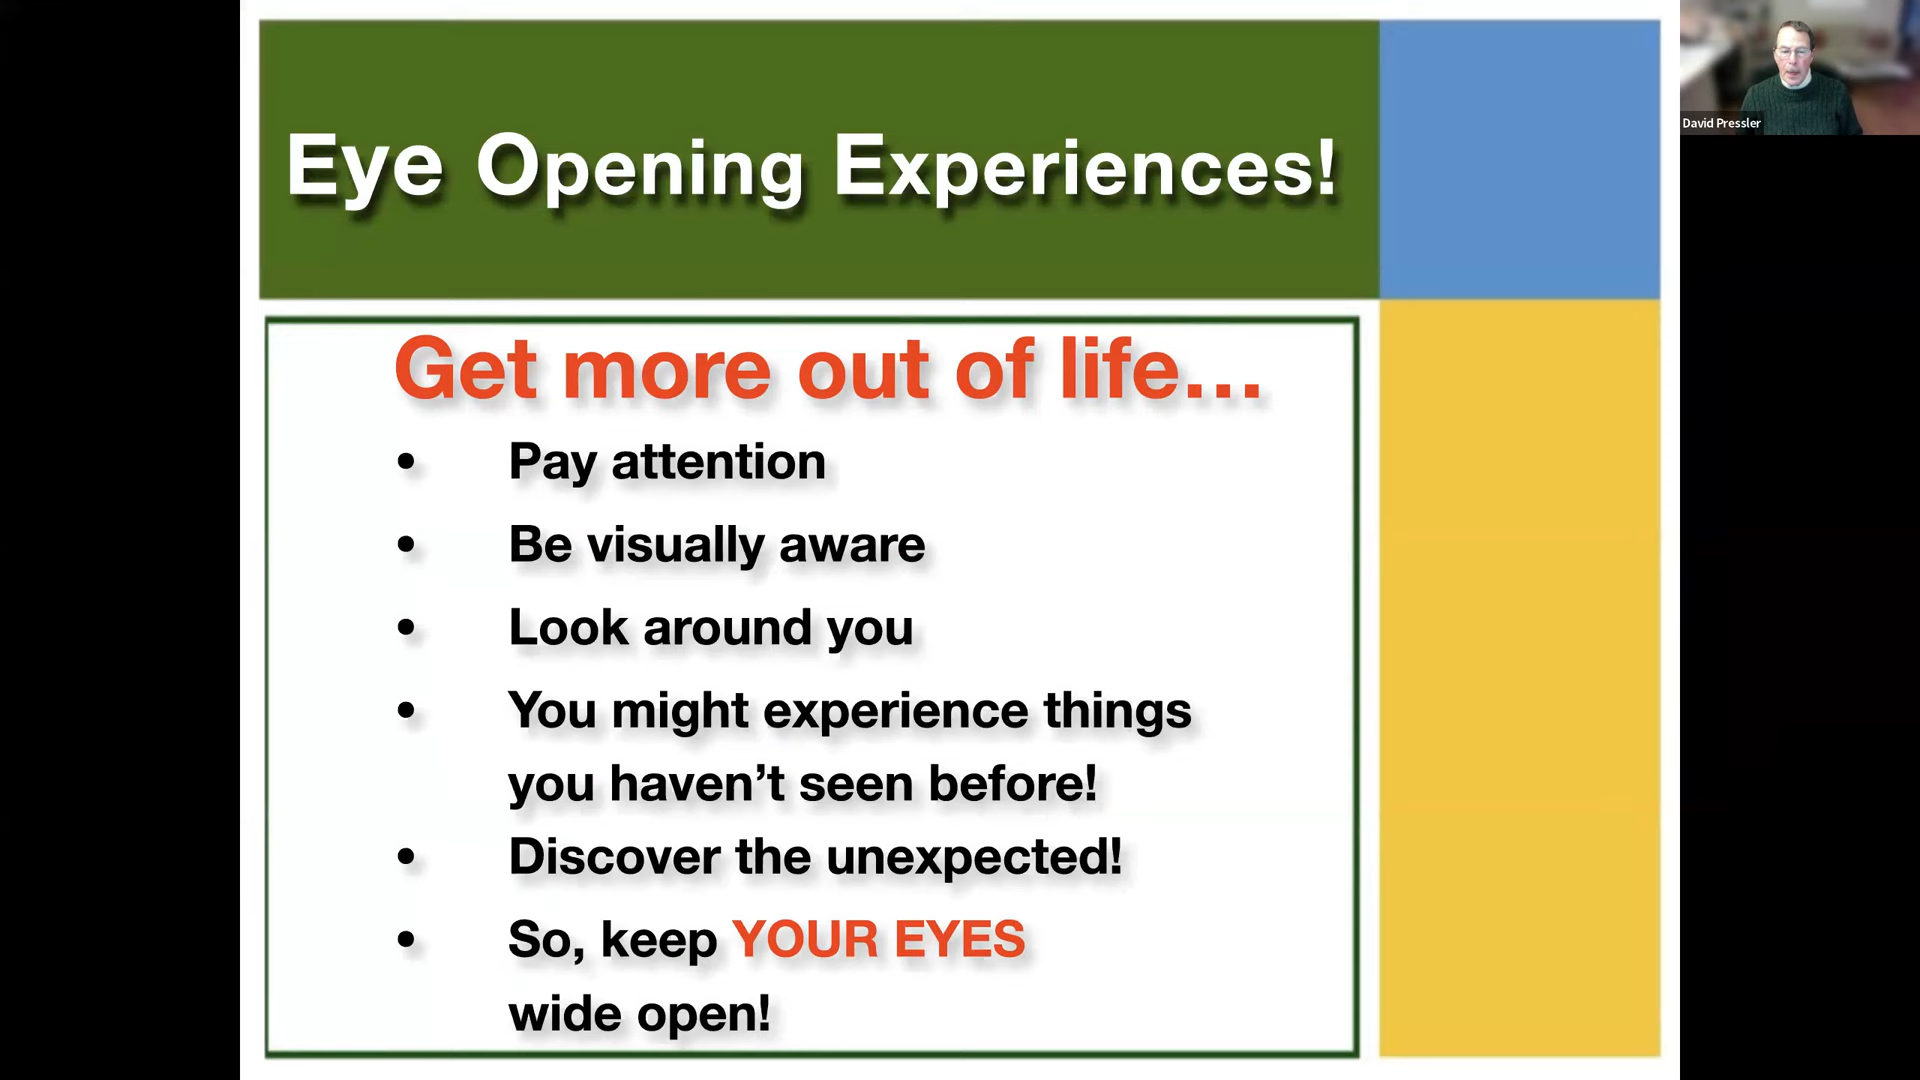 Eye Opening Experiences!
David Pressler
Get more out of life...
• Pay attention
• Be visually aware
• Look around you
• You might experience things
you haven’t seen before!
• Discover the unexpected!
• So, keep YOUR EYES
wide open!